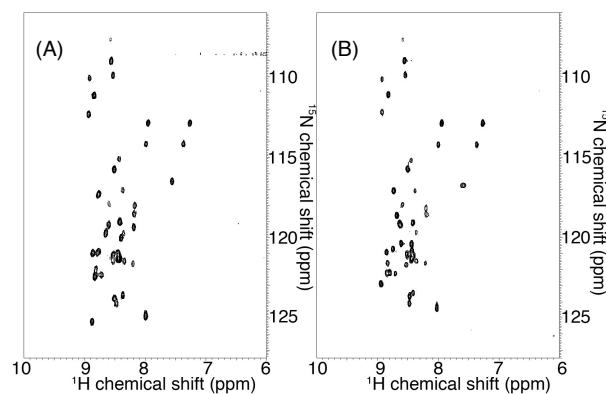 (A)
110
115
120
125
¹⁵N chemical shift (ppm)
10 9 8 7 6
¹H chemical shift (ppm)
(B)
110
115
120
125
¹⁵N chemical shift (ppm)
10 9 8 7 6
¹H chemical shift (ppm)